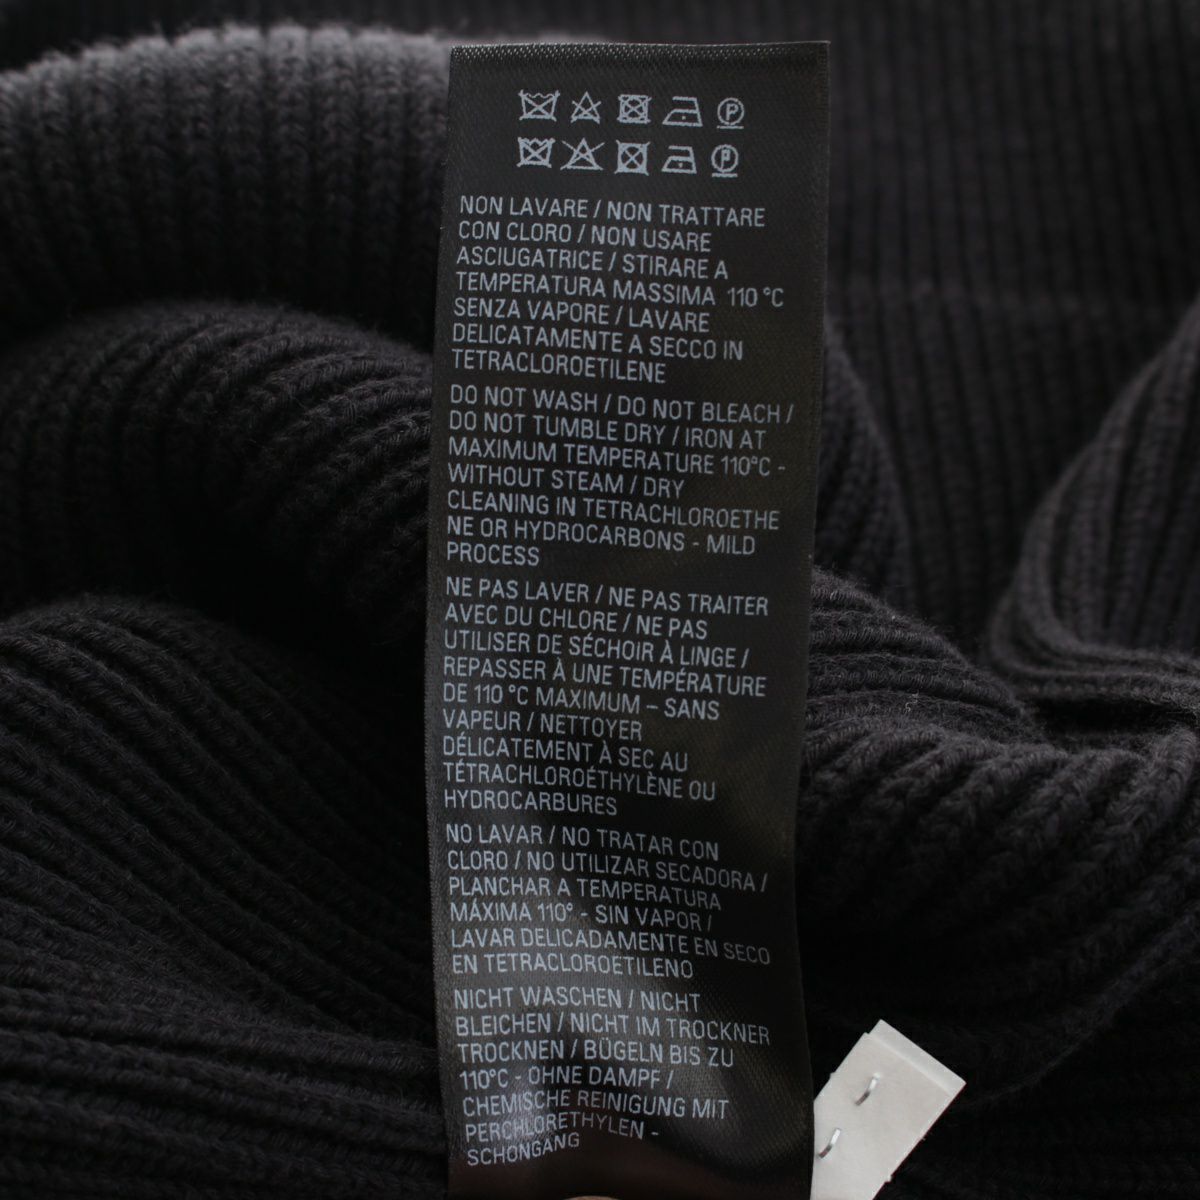 P
P
NON LAVARE / NON TRATTARE
CON CLORO / NON USARE
ASCIUGATRICE / STIRARE A
TEMPERATURA MASSIMA 110 °C
SENZA VAPORE / LAVARE
DELICATAMENTE A SECCO IN
TETRACLOROETILENE
DO NOT WASH / DO NOT BLEACH /
DO NOT TUMBLE DRY / IRON AT
MAXIMUM TEMPERATURE 110°C -
WITHOUT STEAM / DRY
CLEANING IN TETRACHLOROETHE
NE OR HYDROCARBONS - MILD
PROCESS
NE PAS LAVER / NE PAS TRAITER
AVEC DU CHLORE / NE PAS
UTILISER DE SÉCHOIR À LINGE /
REPASSER À UNE TEMPÉRATURE
DE 110 °C MAXIMUM – SANS
VAPEUR / NETTOYER
DÉLICATEMENT À SEC AU
TÉTRACHLOROÉTHYLÈNE OU
HYDROCARBURES
NO LAVAR / NO TRATAR CON
CLORO / NO UTILIZAR SECADORA /
PLANCHAR A TEMPERATURA
MÁXIMA 110° - SIN VAPOR /
LAVAR DELICADAMENTE EN SECO
EN TETRACLOROETILENO
NICHT WASCHEN / NICHT
BLEICHEN / NICHT IM TROCKNER
TROCKNEN / BÜGELN BIS ZU
110°C - OHNE DAMPF /
CHEMISCHE REINIGUNG MIT
PERCHLORETHYLEN -
SCHONGANG